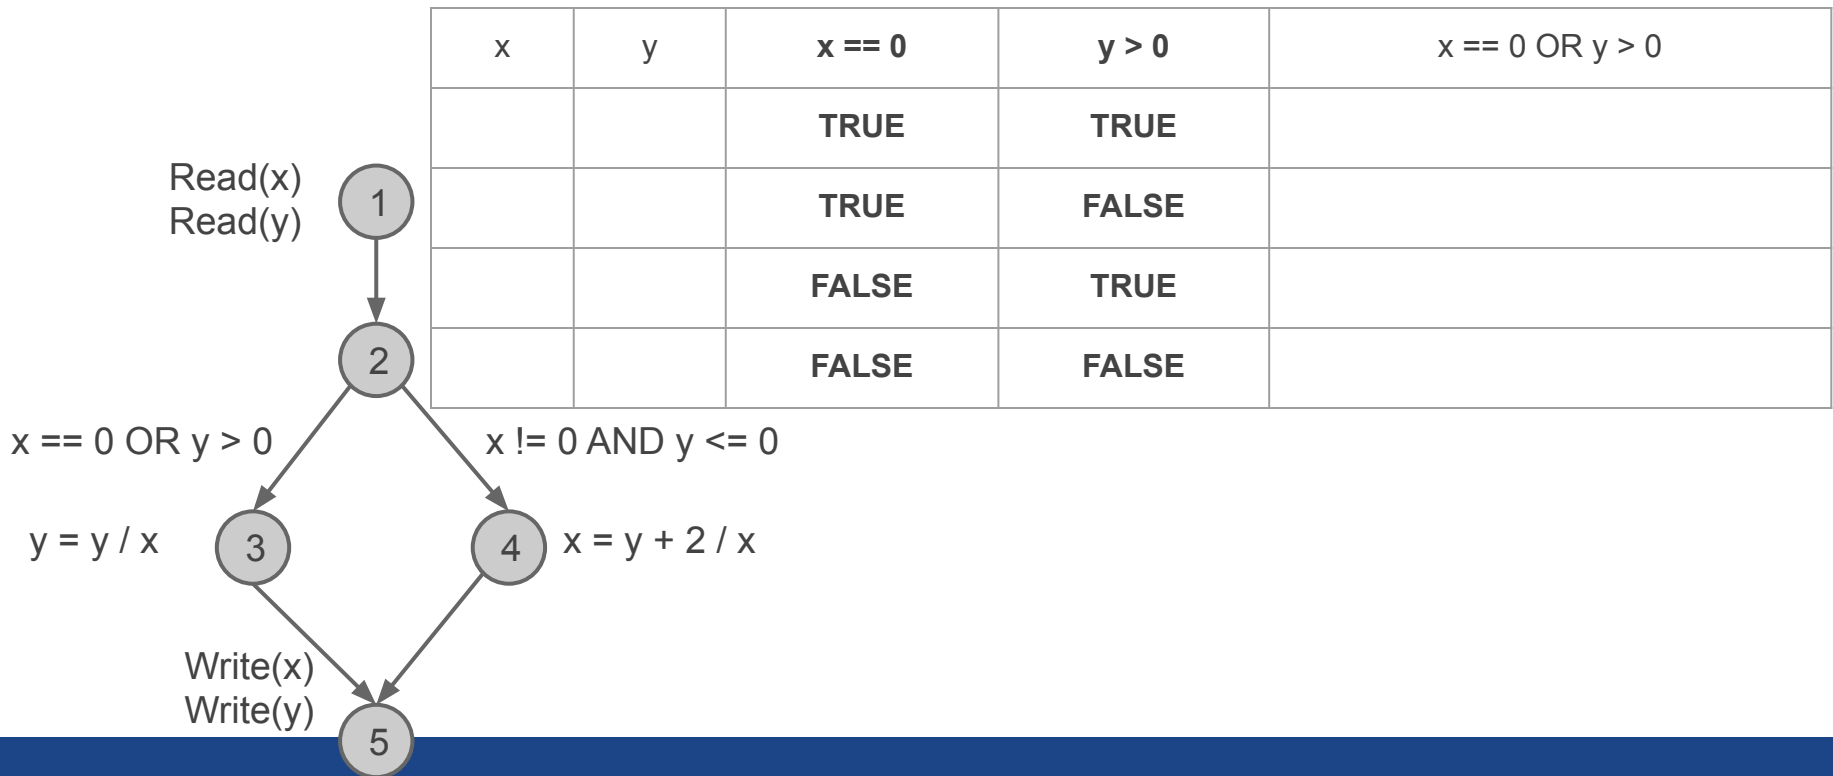 x y x == 0 y > 0 x == 0 OR y > 0
TRUE TRUE
TRUE FALSE
FALSE TRUE
FALSE FALSE
Read(x)
Read(y)
1
2
x == 0 OR y > 0
x != 0 AND y <= 0
y = y / x
3
4
x = y + 2 / x
Write(x)
Write(y)
5